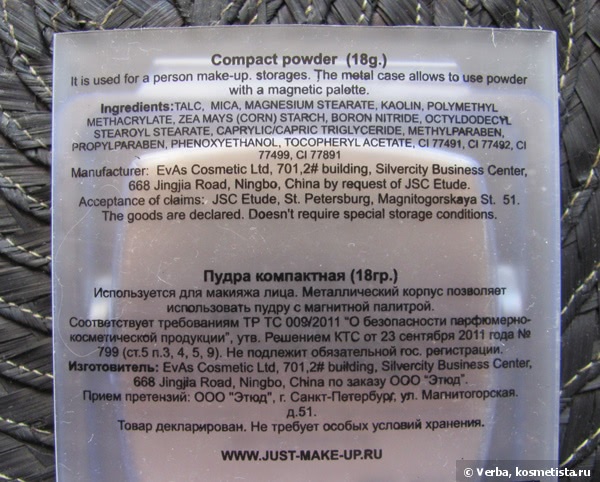 Compact powder (18g.)
It is used for a person make-up. storages. The metal case allows to use powder
with a magnetic palette.
Ingredients:TALC, MICA, MAGNESIUM STEARATE, KAOLIN, POLYMETHYL
METHACRYLATE, ZEA MAYS (CORN) STARCH, BORON NITRIDE, OCTYLDODECYL
STEAROYL STEARATE, CAPRYLIC/CAPRIC TRIGLYCERIDE, METHYLPARABEN,
PROPYLPARABEN, PHENOXYETHANOL, TOCOPHERYL ACETATE, CI 77491, CI 77492, CI
77499, CI 77891
Manufacturer: EvAs Cosmetic Ltd, 701,2# building, Silvercity Business Center,
668 Jingjia Road, Ningbo, China by request of JSC Etude.
Acceptance of claims: JSC Etude, St. Petersburg, Magnitogorskaya St. 51.
The goods are declared. Doesn't require special storage conditions.
Пудра компактная (18гр.)
Используется для макияжа лица. Металлический корпус позволяет
использовать пудру с магнитной палитрой.
Соответствует требованиям ТР ТС 009/2011 "О безопасности парфюмерно-
косметической продукции", утв. Решением КТС от 23 сентября 2011 года №
799 (ст.5 п.3, 4, 5, 9). Не подлежит обязательной гос. регистрации.
Изготовитель: EvAs Cosmetic Ltd, 701,2# building, Silvercity Business Center,
668 Jingjia Road, Ningbo, China по заказу ООО "Этюд".
Прием претензий: ООО "Этюд", г. Санкт-Петербург, ул. Магнитогорская
д.51.
Товар декларирован. Не требует особых условий хранения.
WWW.JUST-MAKE-UP.RU
© Verba, kosmetista.ru